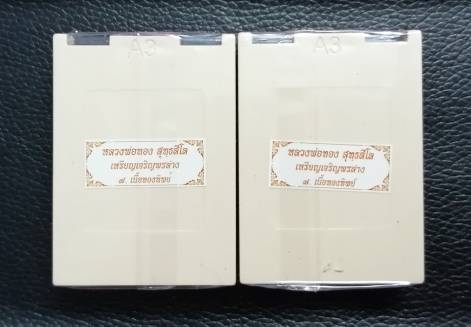 A3
หลวงพ่อทอง สุทธสีโล
เหรียญเจริญพรล่าง
๗. เนื้อทองทิพย์
A3
หลวงพ่อทอง สุทธสีโล
เหรียญเจริญพรล่าง
๗. เนื้อทองทิพย์